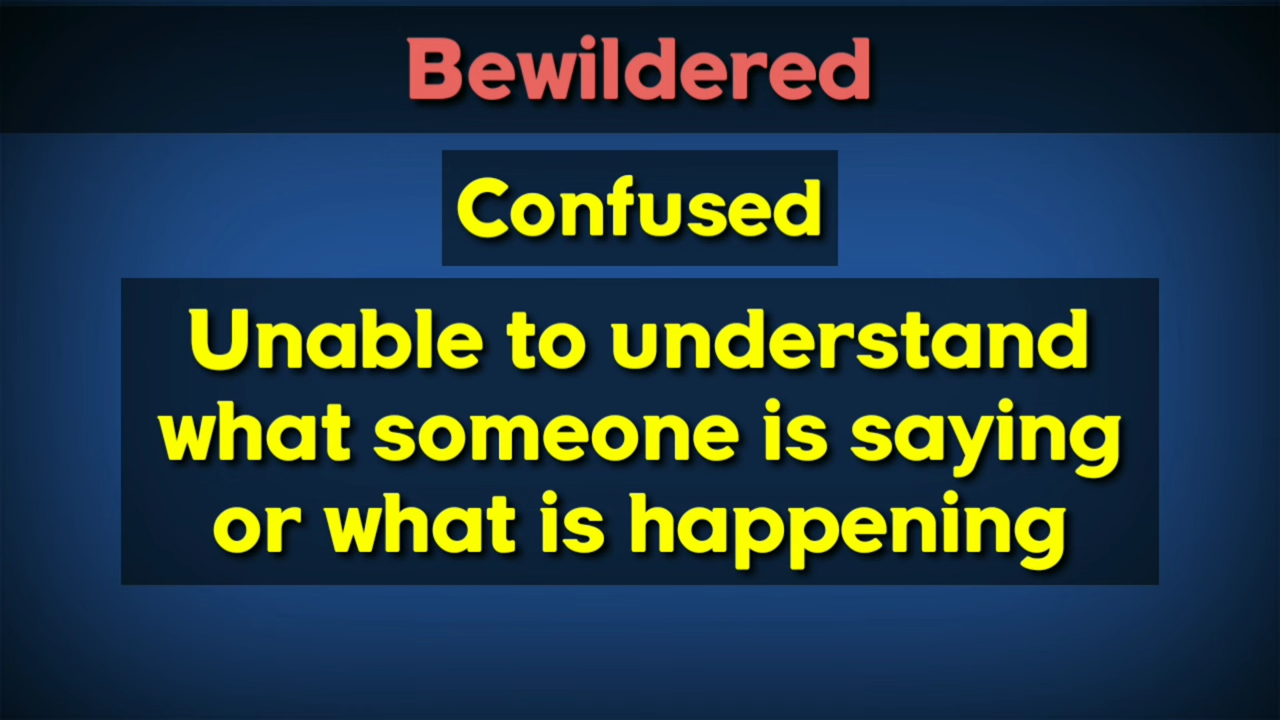 Bewildered
Confused
Unable to understand
what someone is saying
or what is happening